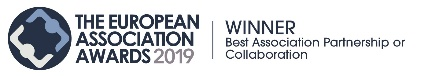 THE EUROPEAN
ASSOCIATION
AWARDS 2019
WINNER
Best Association Partnership or
Collaboration